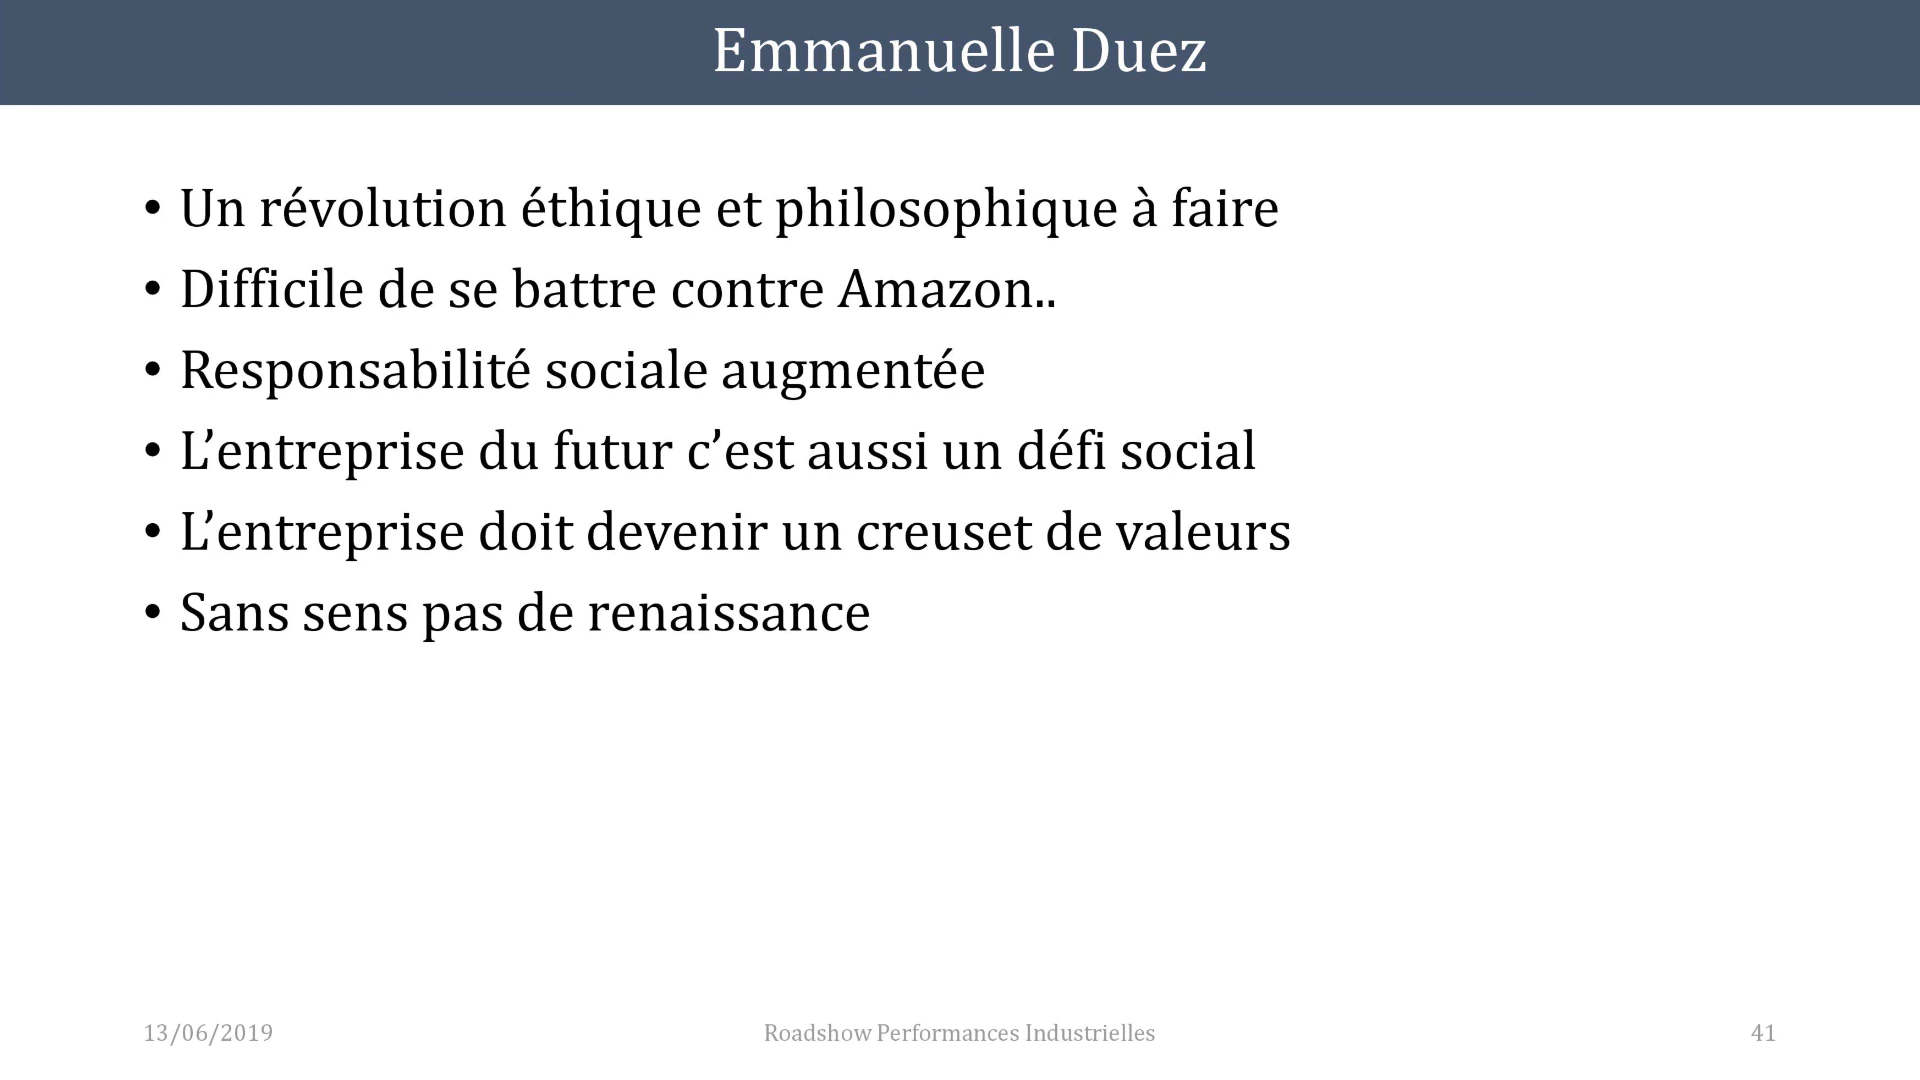 Emmanuelle Duez
• Un révolution éthique et philosophique à faire
• Difficile de se battre contre Amazon..
• Responsabilité sociale augmentée
• L’entreprise du futur c’est aussi un défi social
• L’entreprise doit devenir un creuset de valeurs
• Sans sens pas de renaissance
13/06/2019
Roadshow Performances Industrielles
41